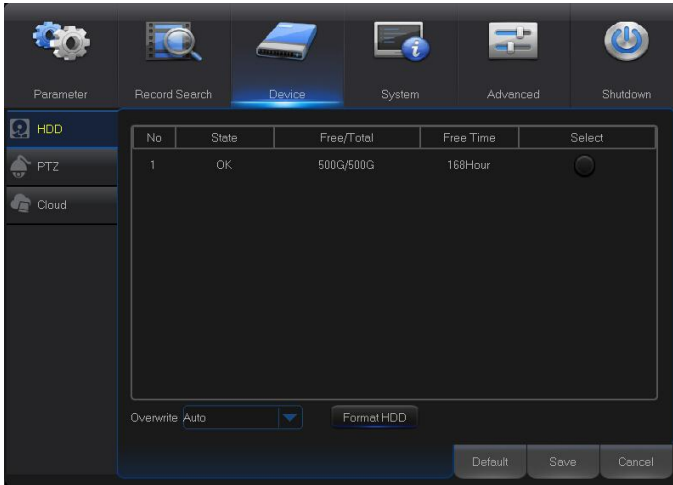 Parameter Record Search Device System Advanced Shutdown
HDD
PTZ
Cloud
No State Free/Total Free Time Select
1 OK 500G/500G 168Hour
Overwrite Auto Format HDD
Default Save Cancel